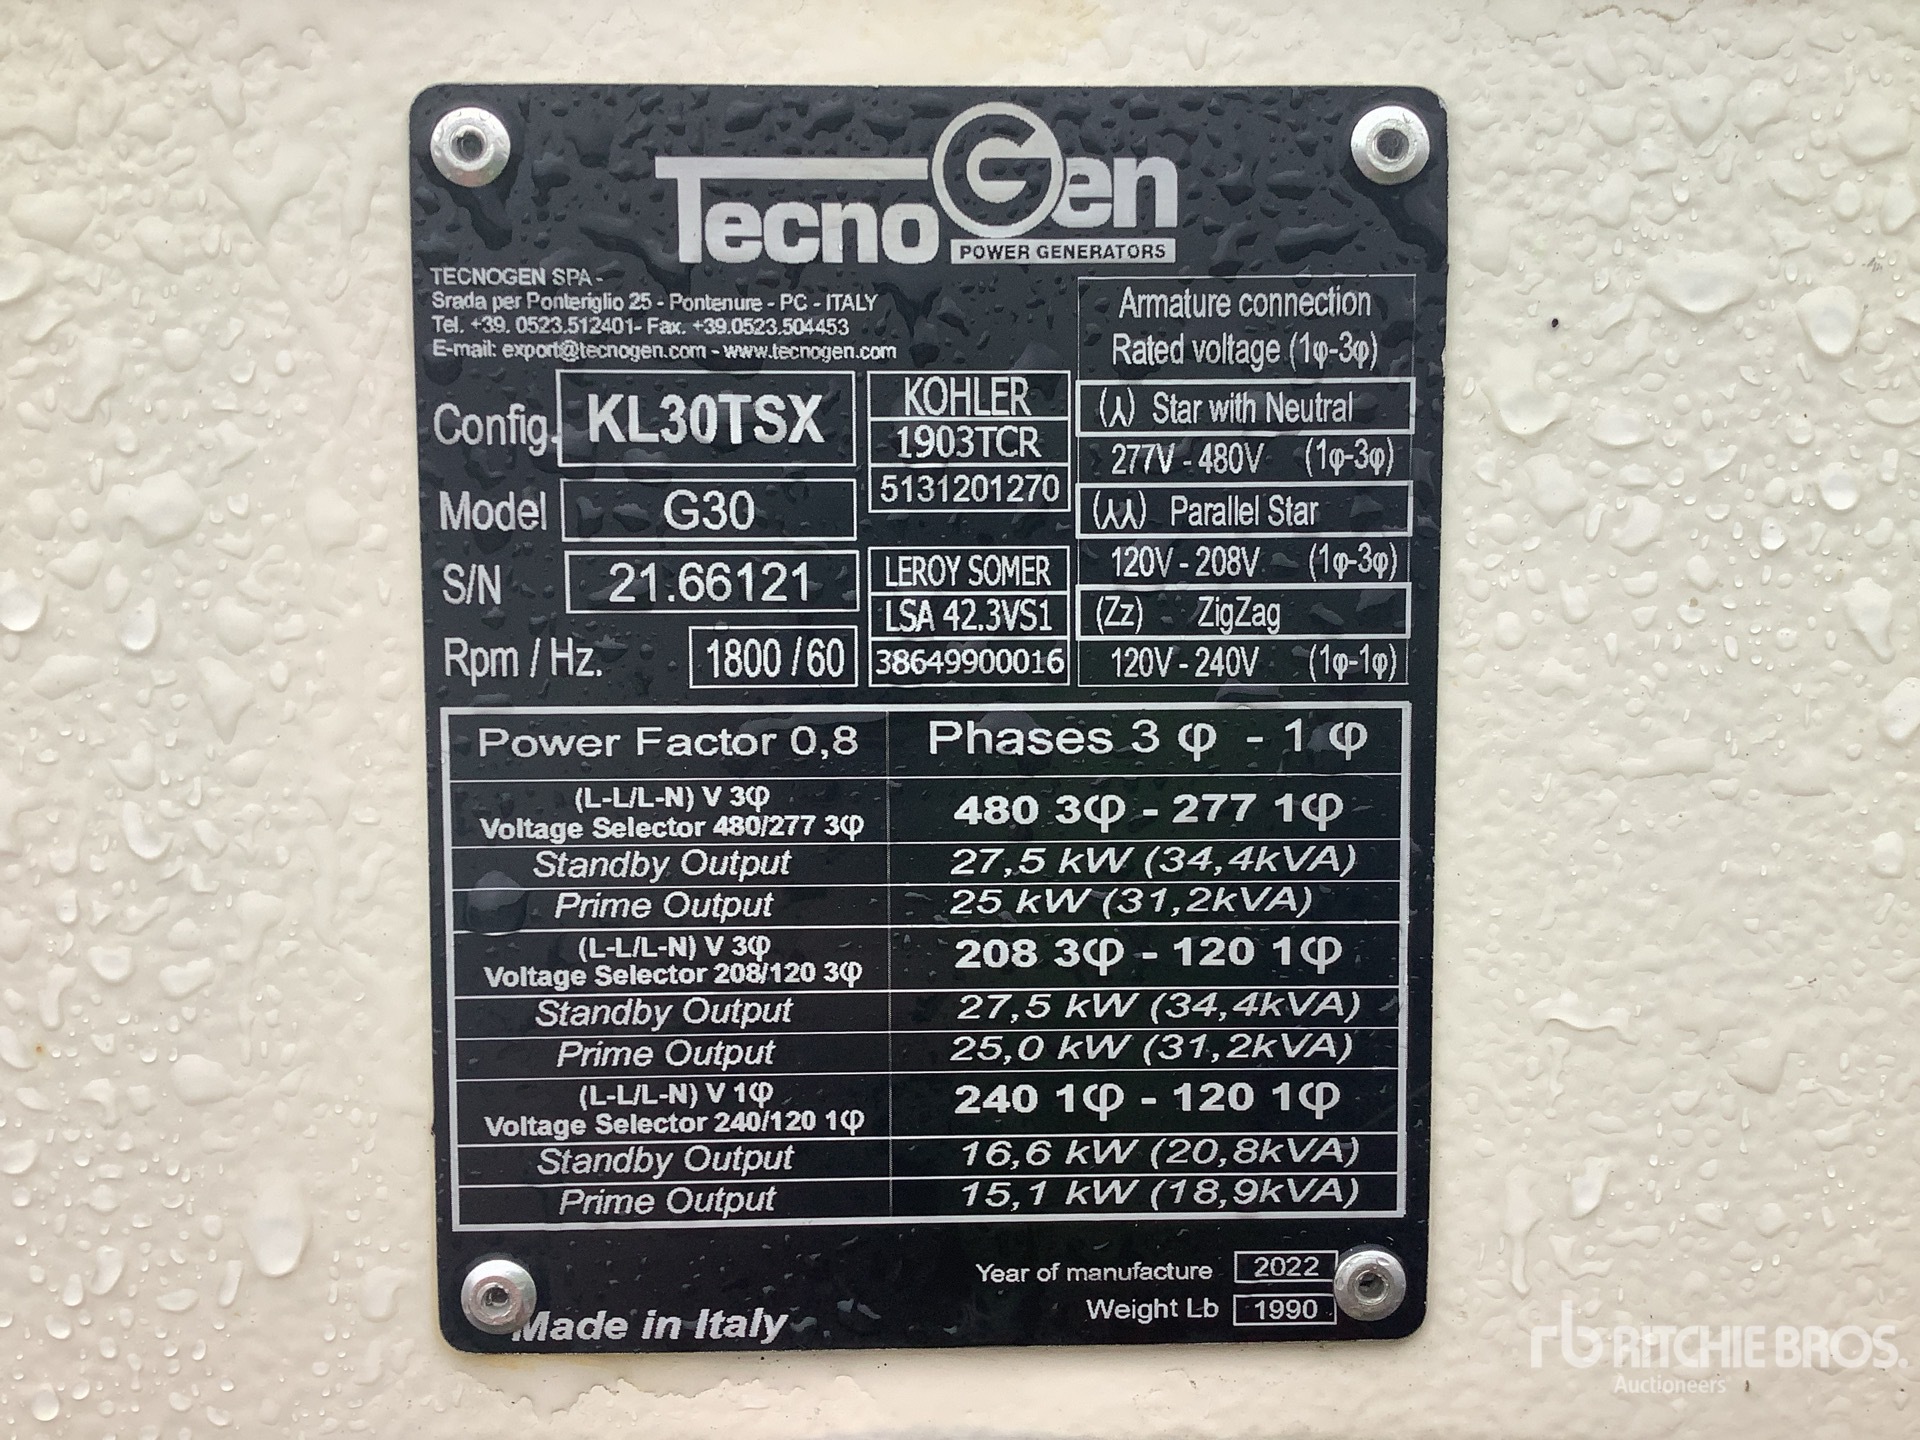 TecnoGen
POWER GENERATORS
TECNOGEN SPA -
Srada per Ponteriglio 25 - Pontenure - PC - ITALY
Tel. +39. 0523.512401- Fax. +39.0523.504453
E-mail: export@tecnogen.com - www.tecnogen.com
Config. KL30TSX
Model G30
S/N 21.66121
Rpm / Hz. 1800 / 60
KOHLER
1903TCR
5131201270
LEROY SOMER
LSA 42.3VS1
38649900016
Armature connection
Rated voltage (1φ-3φ)
(⅄) Star with Neutral
277V - 480V (1φ-3φ)
(⅄⅄) Parallel Star
120V - 208V (1φ-3φ)
(Zz) ZigZag
120V - 240V (1φ-1φ)
Power Factor 0,8 Phases 3 φ - 1 φ
(L-L/L-N) V 3φ
Voltage Selector 480/277 3φ 480 3φ - 277 1φ
Standby Output 27,5 kW (34,4kVA)
Prime Output 25 kW (31,2kVA)
(L-L/L-N) V 3φ
Voltage Selector 208/120 3φ 208 3φ - 120 1φ
Standby Output 27,5 kW (34,4kVA)
Prime Output 25,0 kW (31,2kVA)
(L-L/L-N) V 1φ
Voltage Selector 240/120 1φ 240 1φ - 120 1φ
Standby Output 16,6 kW (20,8kVA)
Prime Output 15,1 kW (18,9kVA)
Year of manufacture 2022
Weight Lb 1990
Made in Italy
rb RITCHIE BROS.
Auctioneers